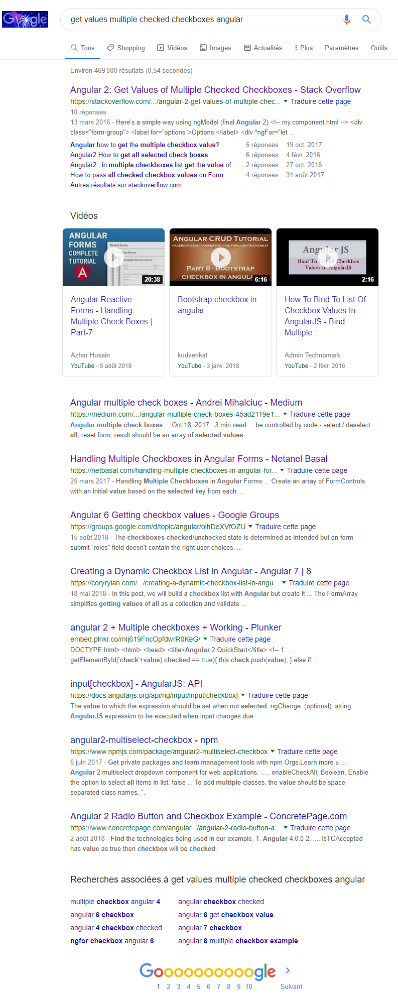 Google
get values multiple checked checkboxes angular
Tous Shopping Vidéos Images Actualités Plus Paramètres Outils
Environ 469 000 résultats (0,54 secondes)
Angular 2: Get Values of Multiple Checked Checkboxes - Stack Overflow
https://stackoverflow.com/.../angular-2-get-values-of-multiple-chec... ▼ Traduire cette page
10 réponses
13 mars 2016 - Here's a simple way using ngModel (final Angular 2) <!-- my.component.html --> <div
class="form-group"> <label for="options">Options:</label> <div *ngFor="let ...
Angular how to get the multiple checkbox value? 5 réponses 19 oct. 2017
Angular2 How to get all selected check boxes 6 réponses 4 févr. 2016
Angular2 , in multiple checkboxes list get the value of ... 2 réponses 27 oct. 2016
How to pass all checked checkbox values on Form ... 4 réponses 31 août 2017
Autres résultats sur stackoverflow.com
Vidéos
ANGULAR
FORMS
COMPLETE
TUTORIAL
Nested Forms
Reactive Forms
Template Driven Forms
20:38
Angular Reactive
Forms - Handling
Multiple Check Boxes |
Part-7
Azhar Husain
YouTube - 5 août 2018
ANGULAR CRUD TUTORIAL
FACEBOOK.COM/PRAGIMTECH | TWITTER.COM/KUDVENKAT
PART 8 - BOOTSTRAP
CHECKBOX IN ANGULAR
6:16
Bootstrap checkbox in
angular
kudvenkat
YouTube - 3 janv. 2018
Angular JS
Bind To List Of Checkbox
Values In AngularJS
2:16
How To Bind To List Of
Checkbox Values In
AngularJS - Bind
Multiple ...
Admin Technomark
YouTube - 2 févr. 2016
Angular multiple check boxes - Andrei Mihalciuc - Medium
https://medium.com/.../angular-multiple-check-boxes-45ad2119e1... ▼ Traduire cette page
Angular multiple check boxes ... Oct 18, 2017 · 3 min read ... be controlled by code - select / deselect
all, reset form; result should be an array of selected values.
Handling Multiple Checkboxes in Angular Forms - Netanel Basal
https://netbasal.com/handling-multiple-checkboxes-in-angular-for... ▼ Traduire cette page
29 mars 2017 - Handling Multiple Checkboxes in Angular Forms ... Create an array of FormControls
with an initial value based on the selected key from each ...
Angular 6 Getting checkbox values - Google Groups
https://groups.google.com/d/topic/angular/oihDeXVfOZU ▼ Traduire cette page
15 août 2018 - The checkboxes checked/unchecked state is determined as intended but on form
submit "roles" field doesn't contain the right user choices, ...
Creating a Dynamic Checkbox List in Angular - Angular 7 | 8
https://coryrylan.com/.../creating-a-dynamic-checkbox-list-in-angu... ▼ Traduire cette page
18 mai 2018 - In this post, we will build a checkbox list with Angular but create it ... The FormArray
simplifies getting values of all as a collection and validate ...
angular 2 + Multiple checkboxes + Working - Plunker
embed.plnkr.co/mIj619FncOpfdwrR0KeG/ ▼ Traduire cette page
DOCTYPE html> <html> <head> <title>Angular 2 QuickStart</title> <!-- 1. ...
getElementById('check'+value).checked == true){ this.check.push(value); } else if ...
input[checkbox] - AngularJS: API
https://docs.angularjs.org/api/ng/input/input[checkbox] ▼ Traduire cette page
The value to which the expression should be set when not selected. ngChange. (optional). string.
AngularJS expression to be executed when input changes due ...
angular2-multiselect-checkbox - npm
https://www.npmjs.com/package/angular2-multiselect-checkbox ▼ Traduire cette page
6 juin 2017 - Get private packages and team management tools with npm Orgs.Learn more » ...
Angular 2 multiselect dropdown component for web applications. ..... enableCheckAll, Boolean, Enable
the option to select all items in list, false ... To add multiple classes, the value should be space
separated class names. ".
Angular 2 Radio Button and Checkbox Example - ConcretePage.com
https://www.concretepage.com/angular.../angular-2-radio-button-a... ▼ Traduire cette page
2 août 2018 - Find the technologies being used in our example. 1. Angular 4.0.0 2. .... isTCAccepted
has value as true then checkbox will be checked.
Recherches associées à get values multiple checked checkboxes angular
multiple checkbox angular 4 angular checkbox checked
angular 6 checkbox angular 6 get checkbox value
angular 4 checkbox checked angular 7 checkbox
ngfor checkbox angular 6 angular 6 multiple checkbox example
Goooooooooogle
1 2 3 4 5 6 7 8 9 10 Suivant